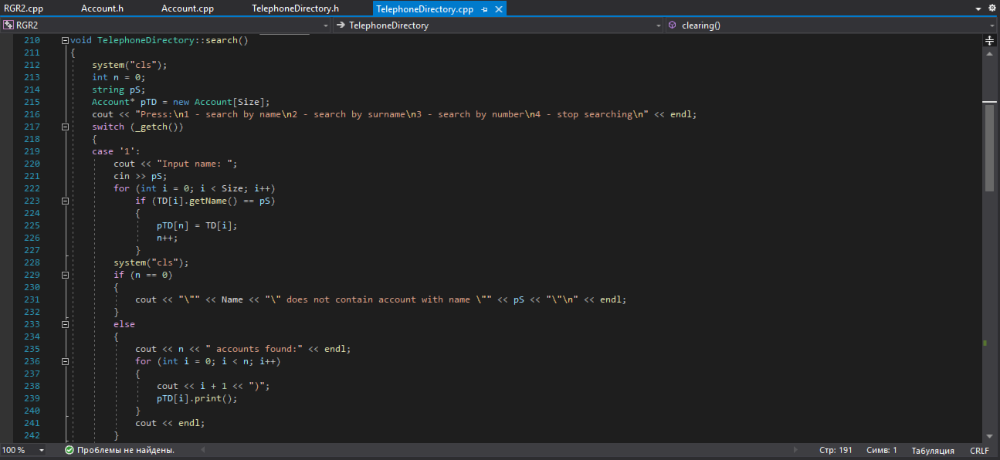 RGR2.cpp Account.h Account.cpp TelephoneDirectory.h TelephoneDirectory.cpp
RGR2 TelephoneDirectory clearing()
210 void TelephoneDirectory::search()
211 {
212 system("cls");
213 int n = 0;
214 string pS;
215 Account* pTD = new Account[Size];
216 cout << "Press:\n1 - search by name\n2 - search by surname\n3 - search by number\n4 - stop searching\n" << endl;
217 switch (_getch())
218 {
219 case '1':
220 cout << "Input name: ";
221 cin >> pS;
222 for (int i = 0; i < Size; i++)
223 if (TD[i].getName() == pS)
224 {
225 pTD[n] = TD[i];
226 n++;
227 }
228 system("cls");
229 if (n == 0)
230 {
231 cout << "\"" << Name << "\" does not contain account with name \"" << pS << "\"\n" << endl;
232 }
233 else
234 {
235 cout << n << " accounts found:" << endl;
236 for (int i = 0; i < n; i++)
237 {
238 cout << i + 1 << ")";
239 pTD[i].print();
240 }
241 cout << endl;
242 }
100 % Проблемы не найдены. Стр: 191 Симв: 1 Табуляция CRLF